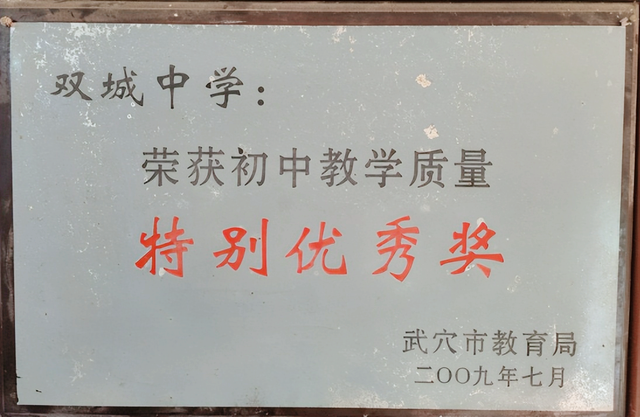 双城中学：
荣获初中教学质量
特别优秀奖
武穴市教育局
二〇〇九年七月